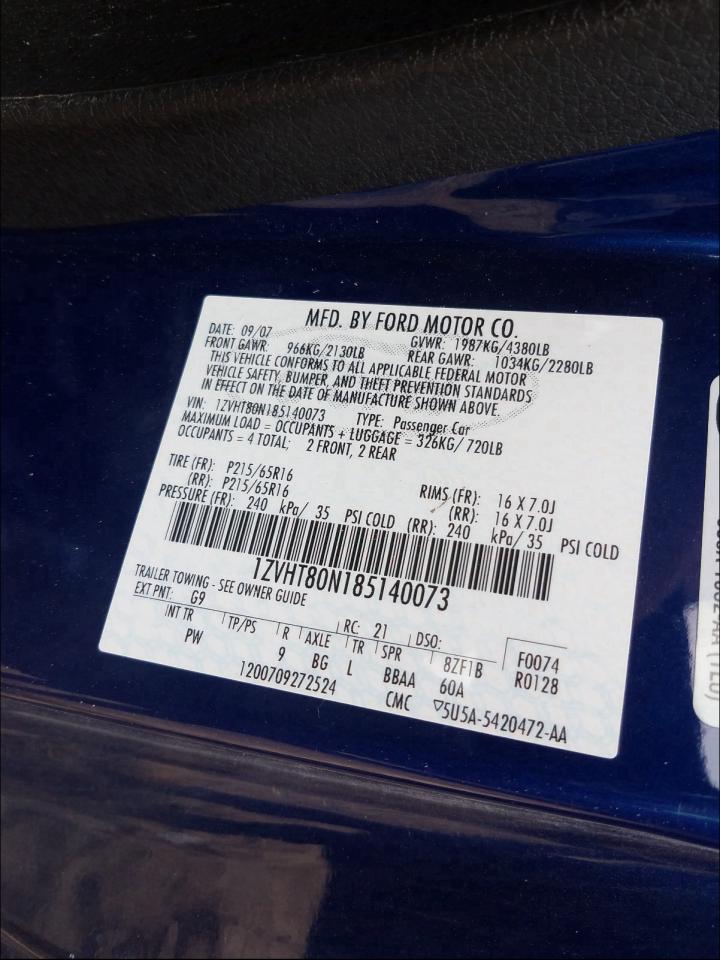 MFD. BY FORD MOTOR CO.
DATE: 09/07 GVWR: 1987KG/4380LB
FRONT GAWR: 966KG/2130LB REAR GAWR: 1034KG/2280LB
THIS VEHICLE CONFORMS TO ALL APPLICABLE FEDERAL MOTOR
VEHICLE SAFETY, BUMPER, AND THEFT PREVENTION STANDARDS
IN EFFECT ON THE DATE OF MANUFACTURE SHOWN ABOVE.
VIN: 1ZVHT80N185140073 TYPE: Passenger Car
MAXIMUM LOAD = OCCUPANTS + LUGGAGE = 326KG/720LB
OCCUPANTS = 4 TOTAL; 2 FRONT, 2 REAR
TIRE (FR): P215/65R16 RIMS (FR): 16 X 7.0J
(RR): P215/65R16 (RR): 16 X 7.0J
PRESSURE (FR): 240 kPa/ 35 PSI COLD (RR): 240 kPa/ 35 PSI COLD
1ZVHT80N185140073
TRAILER TOWING - SEE OWNER GUIDE
EXT PNT: G9 RC: 21 DSO: F0074
INT TR TP/PS R AXLE TR SPR 8ZF1B R0128
PW 9 BG L BBAA 60A
1200709272524 CMC ▽5U5A-5420472-AA